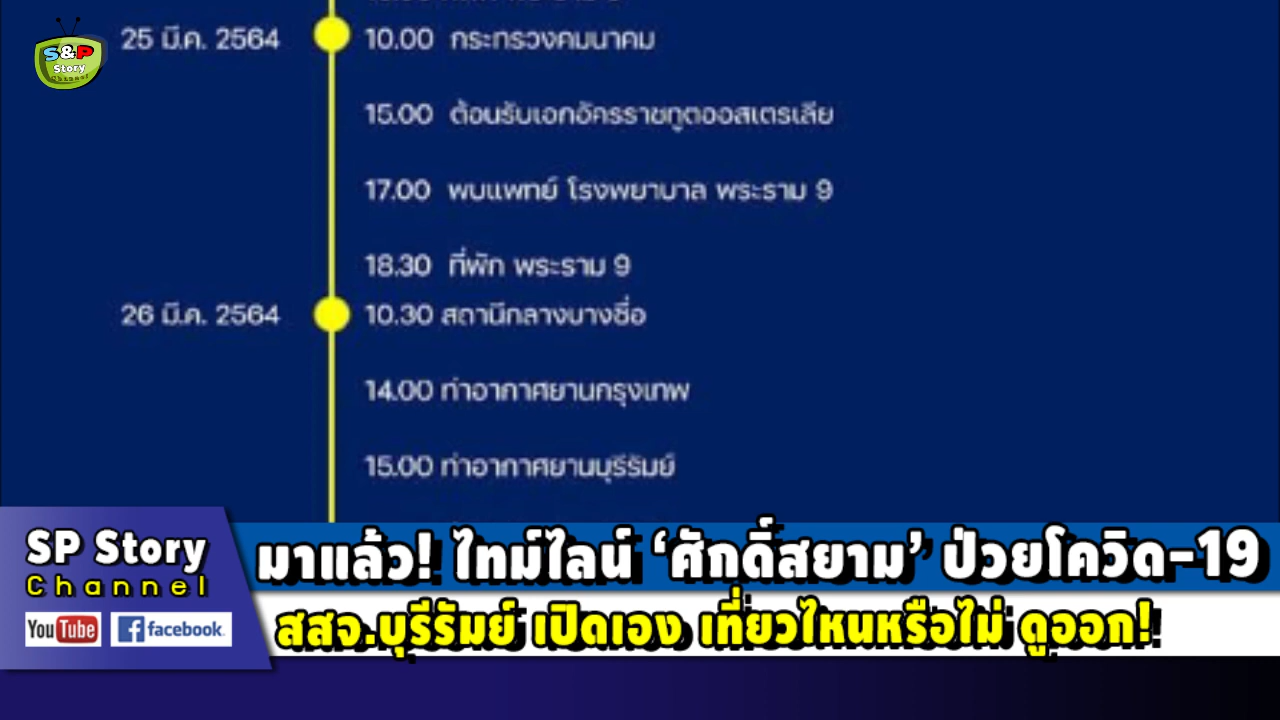 S&P
Story
Channel
25 มี.ค. 2564
10.00 กระทรวงคมนาคม
15.00 ต้อนรับเอกอัครราชทูตออสเตรเลีย
17.00 พบแพทย์ โรงพยาบาล พระราม 9
18.30 ที่พัก พระราม 9
26 มี.ค. 2564
10.30 สถานีกลางบางซื่อ
14.00 ท่าอากาศยานกรุงเทพ
15.00 ท่าอากาศยานบุรีรัมย์
SP Story
Channel
YouTube
facebook
มาแล้ว! ไทม์ไลน์ ‘ศักดิ์สยาม’ ป่วยโควิด-19
สสจ.บุรีรัมย์ เปิดเอง เที่ยวไหนหรือไม่ ดูออก!